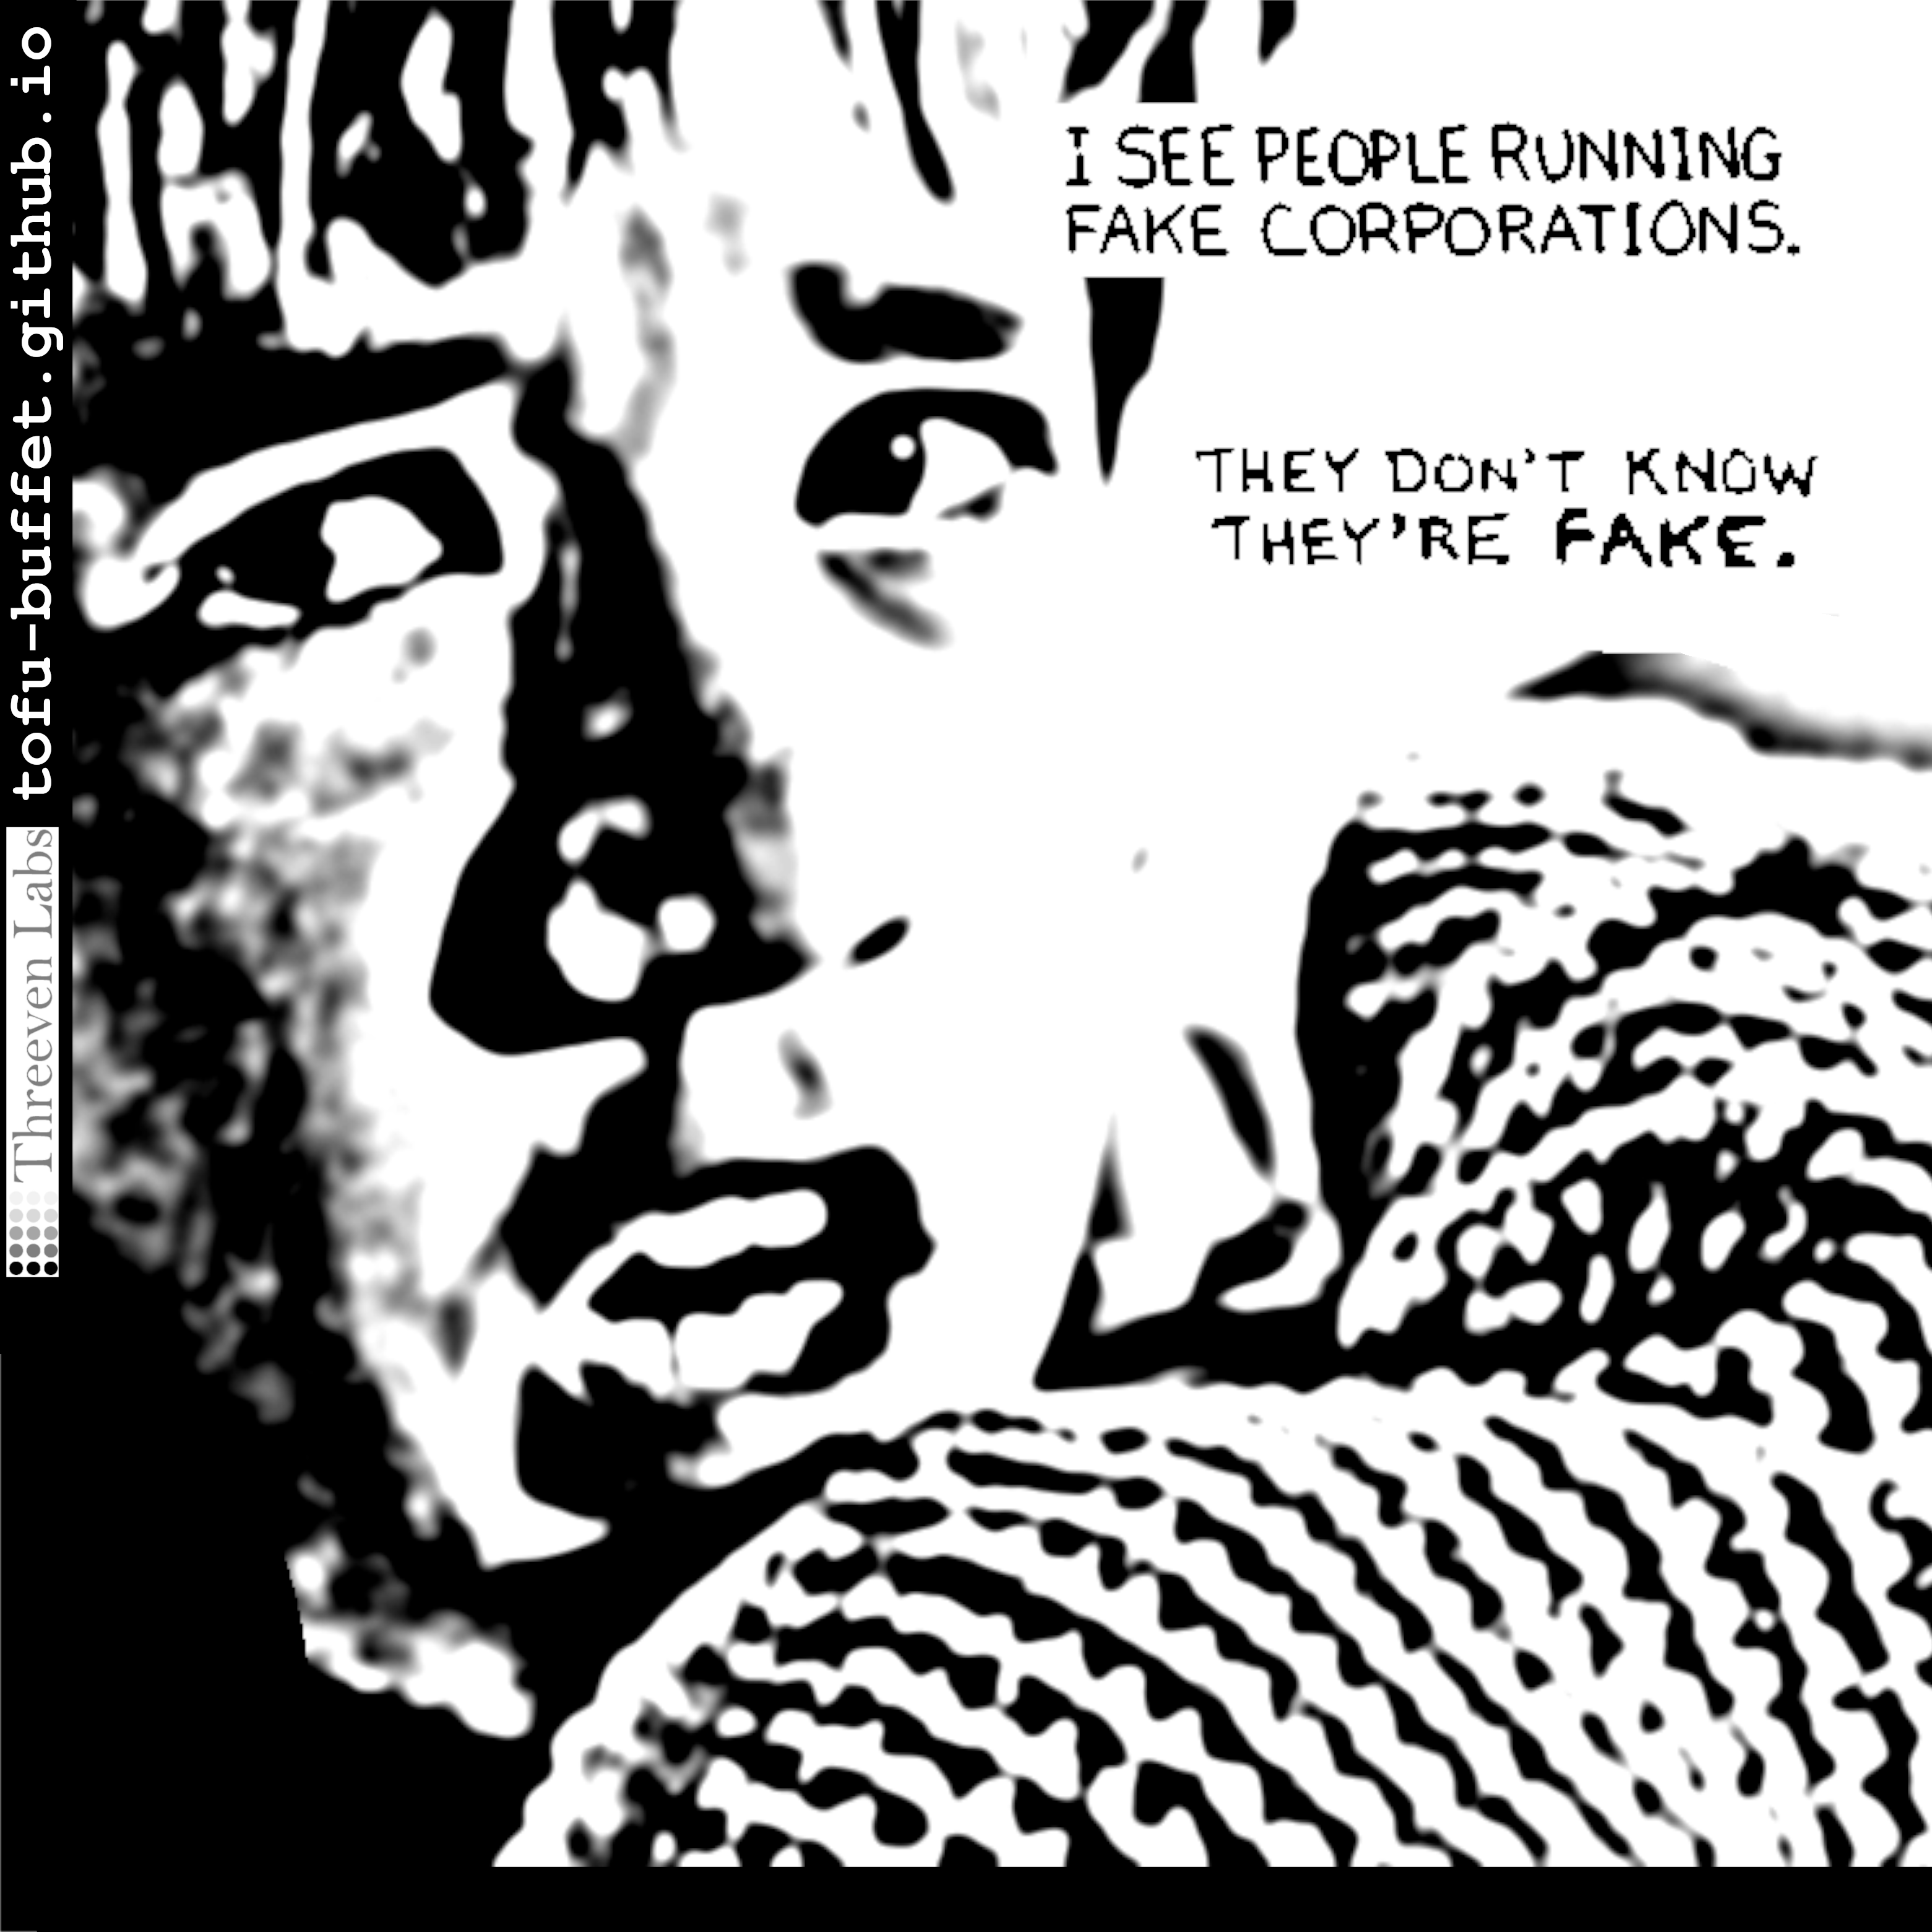 I SEE PEOPLE RUNNING
FAKE CORPORATIONS.
THEY DON'T KNOW
THEY'RE FAKE.
tofu-buffet.github.io
Threeven Labs